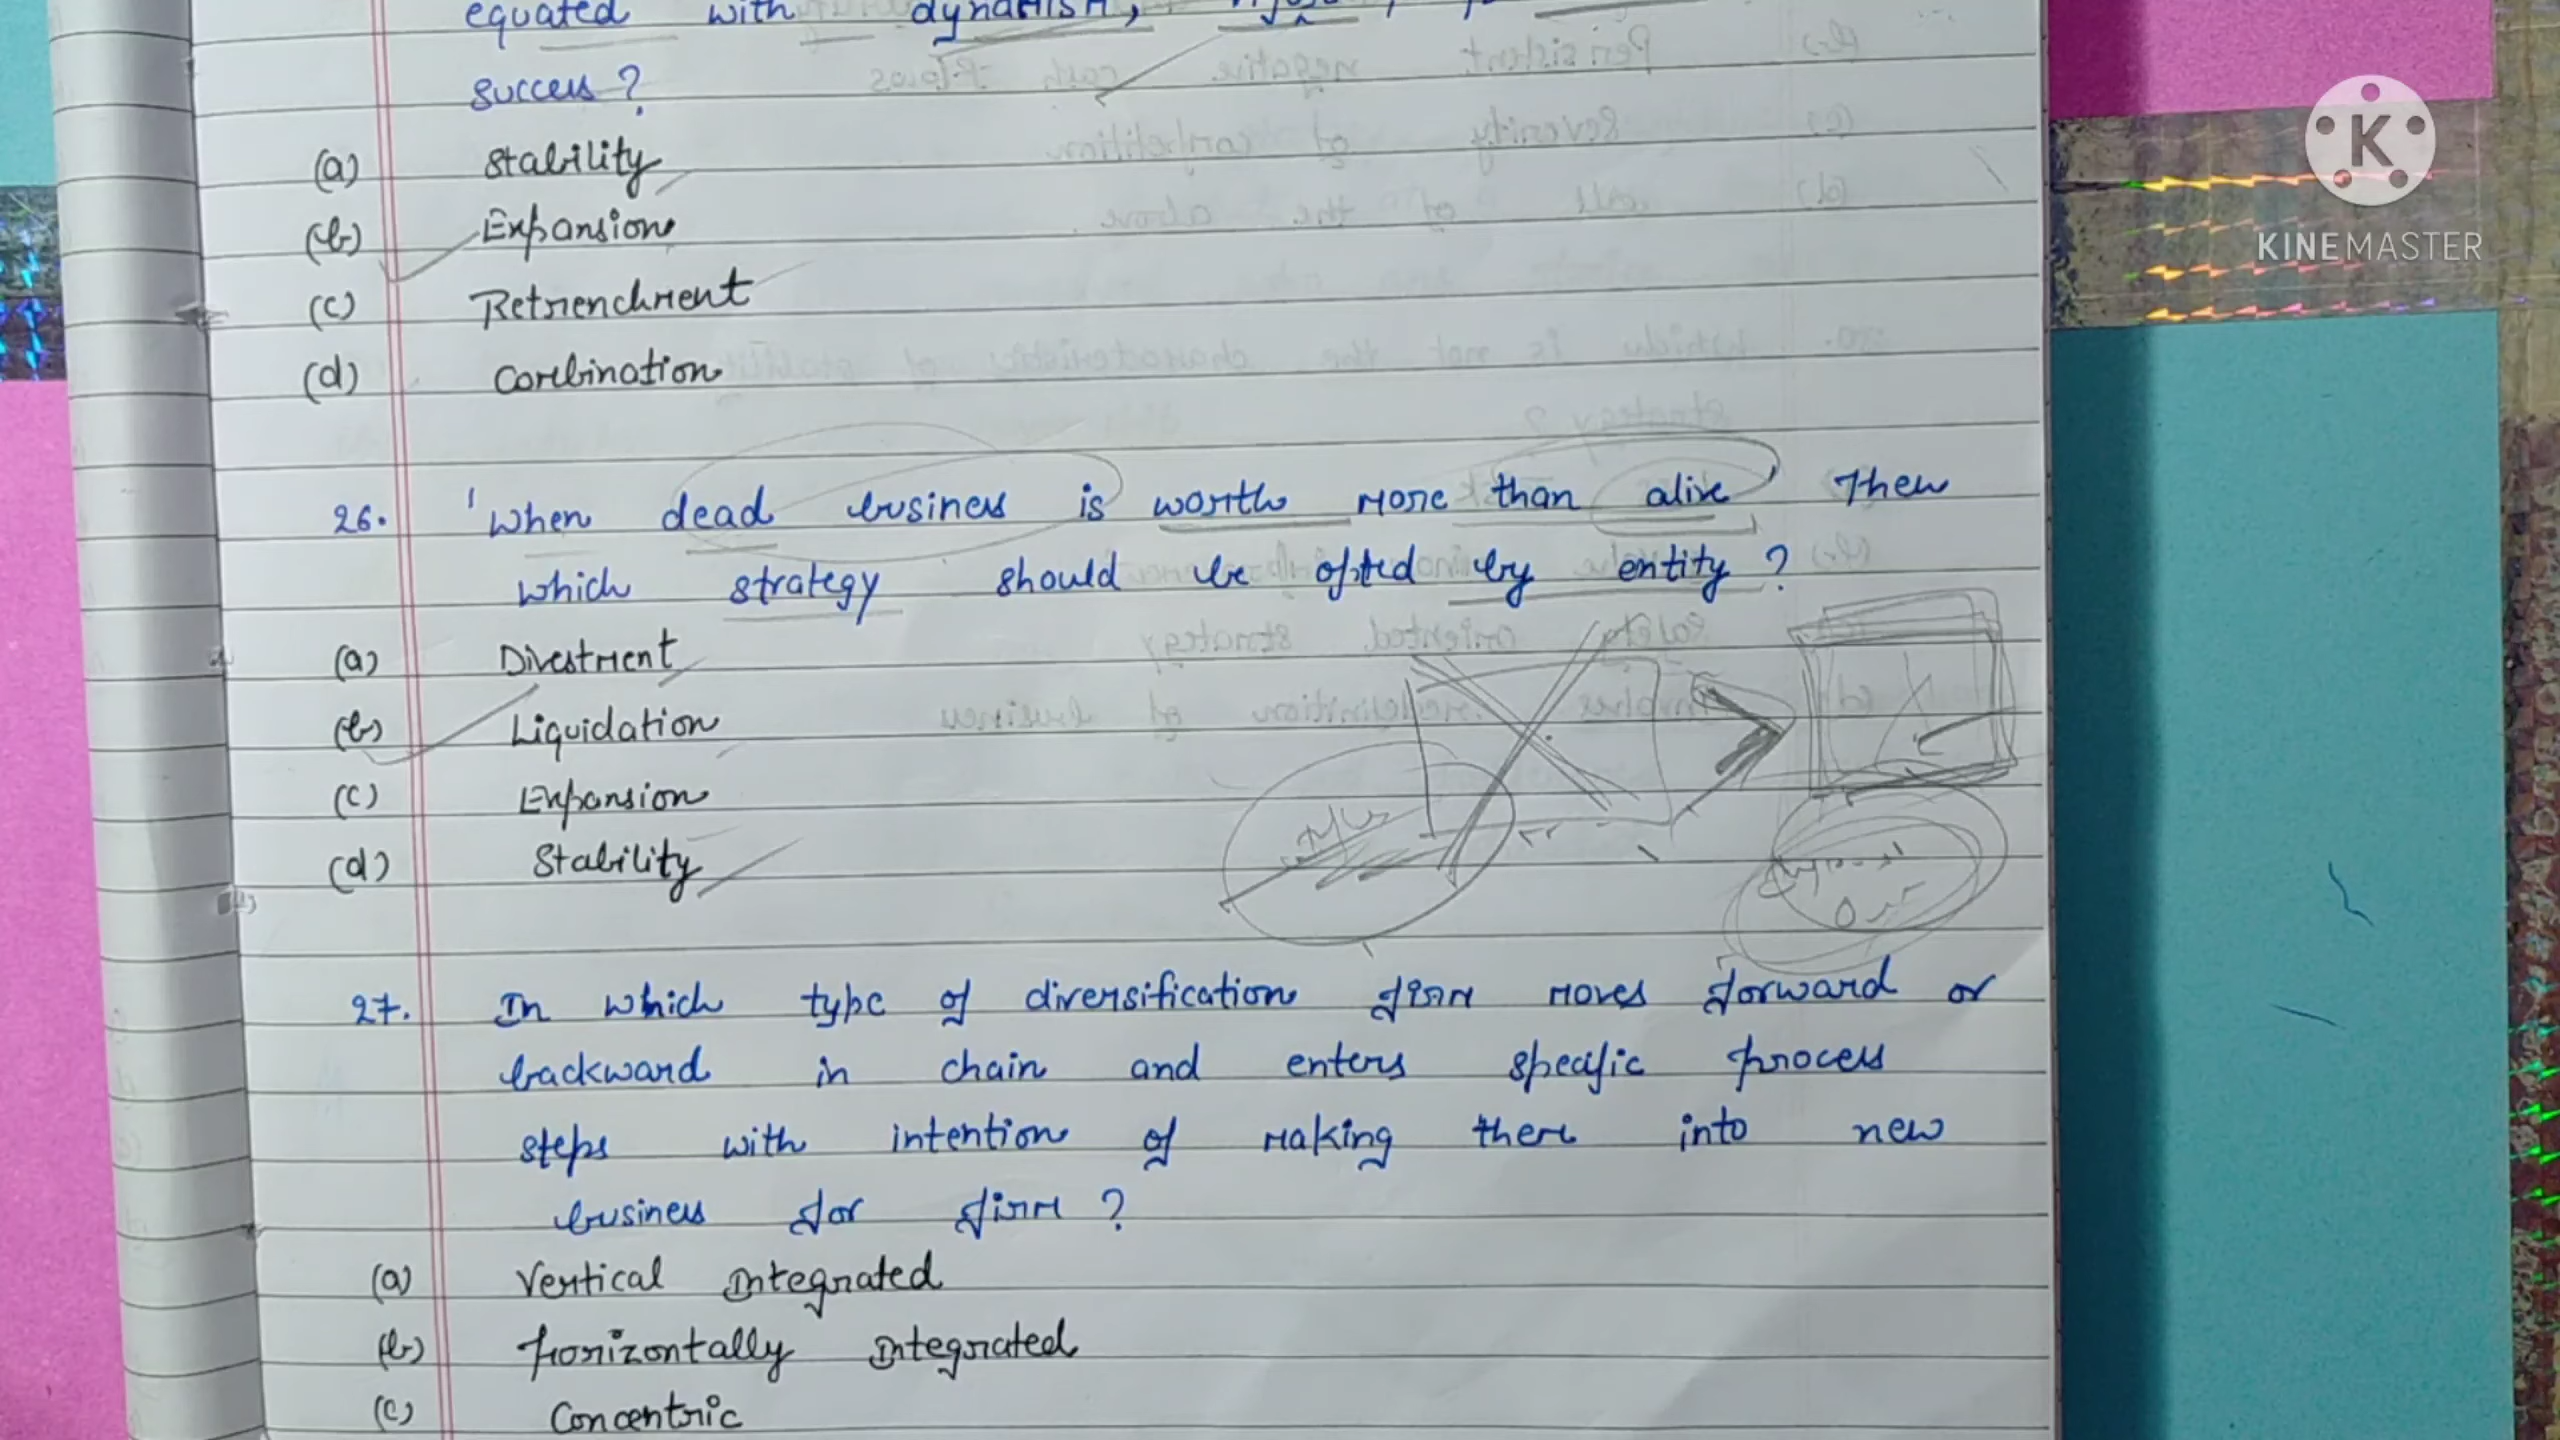 equated with dynamism,
success?
(a) Stability
(b) Expansion
(c) Retrenchment
(d) Combination
26. 'When dead business is worth more than alive' Then
which strategy should be opted by entity?
(a) Divestment
(b) Liquidation
(c) Expansion
(d) Stability
27. In which type of diversification firm moves forward or
backward in chain and enters specific process
steps with intention of making them into new
business for firm?
(a) Vertical Integrated
(b) Horizontally Integrated
(c) Concentric
K
KINEMASTER